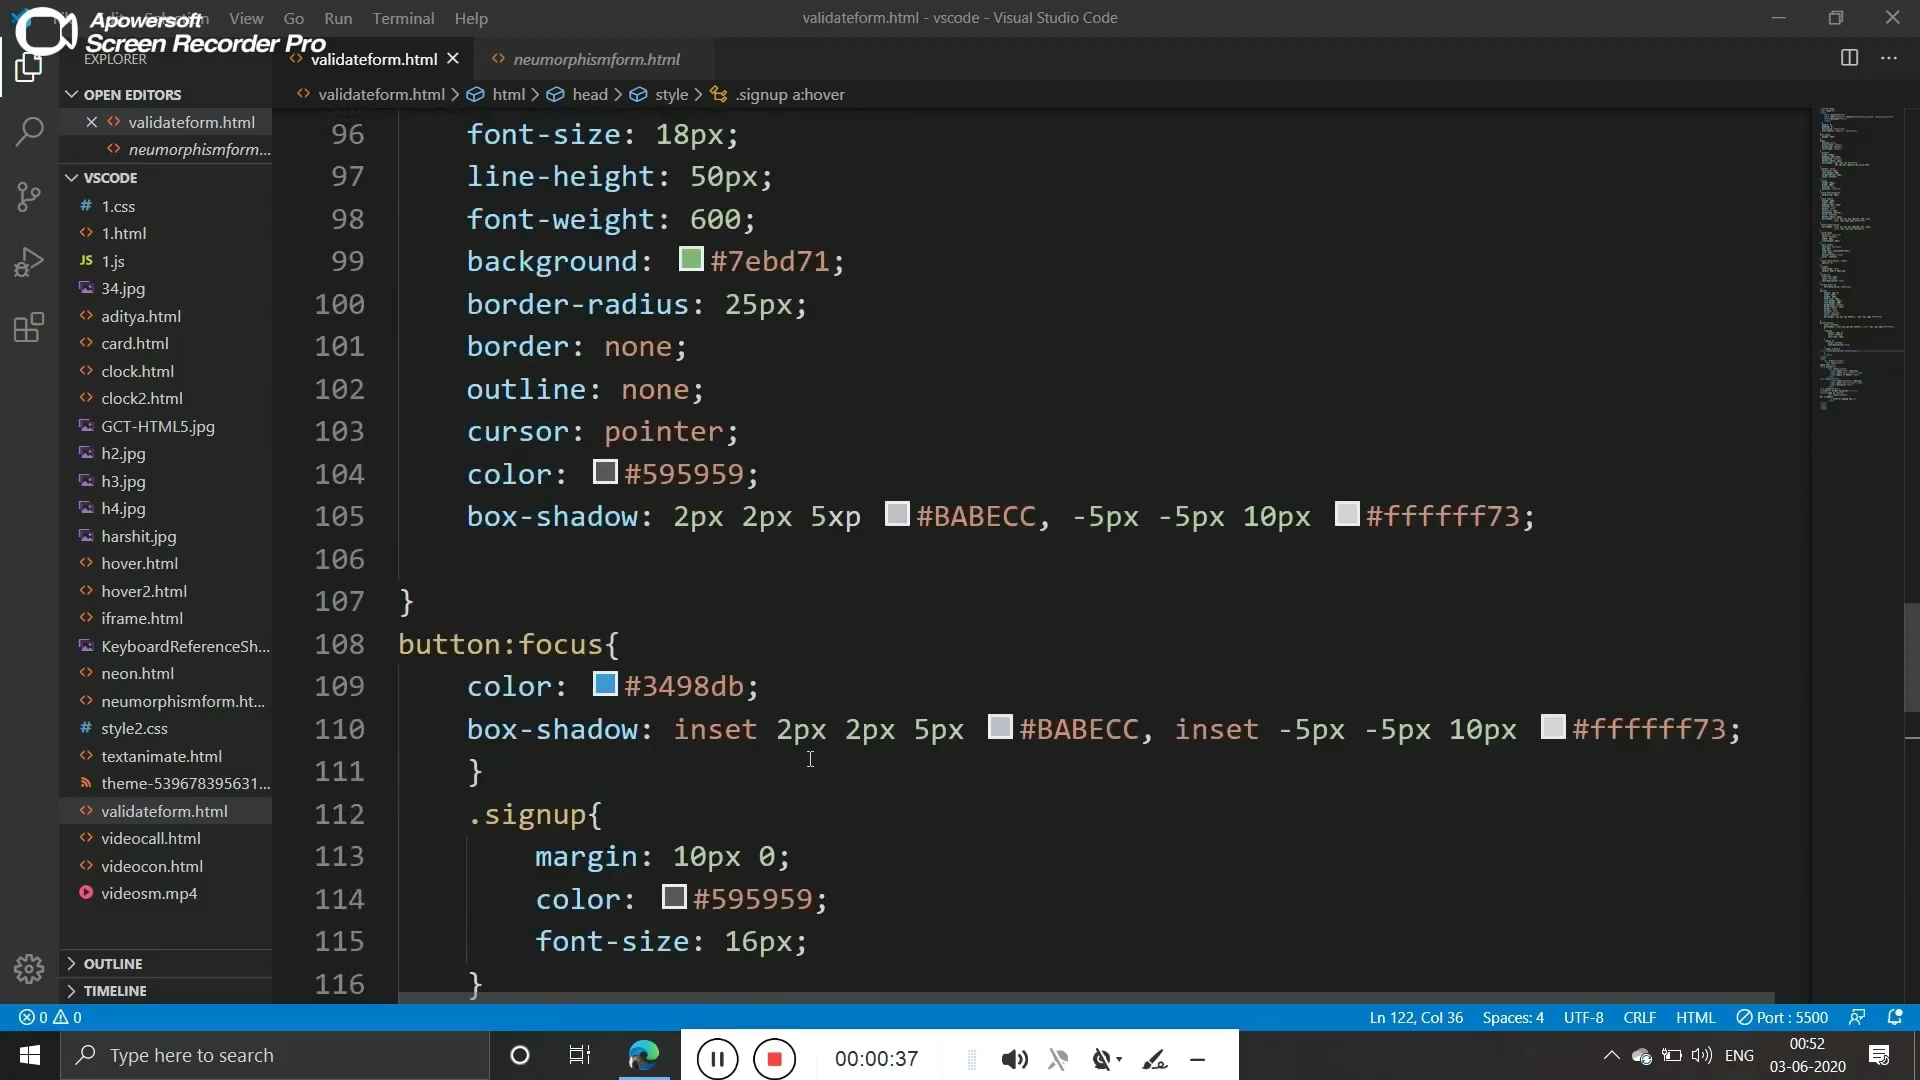 File Edit Selection View Go Run Terminal Help
validateform.html - vscode - Visual Studio Code
Apowersoft
Screen Recorder Pro
EXPLORER
validateform.html
neumorphismform.html
OPEN EDITORS
validateform.html
neumorphismform...
VSCODE
1.css
1.html
JS 1.js
34.jpg
aditya.html
card.html
clock.html
clock2.html
GCT-HTML5.jpg
h2.jpg
h3.jpg
h4.jpg
harshit.jpg
hover.html
hover2.html
iframe.html
KeyboardReferenceSh...
neon.html
neumorphismform.ht...
style2.css
textanimate.html
theme-539678395631...
validateform.html
videocall.html
videocon.html
videosm.mp4
OUTLINE
TIMELINE
validateform.html > html > head > style > .signup a:hover
96 font-size: 18px;
97 line-height: 50px;
98 font-weight: 600;
99 background: #7ebd71;
100 border-radius: 25px;
101 border: none;
102 outline: none;
103 cursor: pointer;
104 color: #595959;
105 box-shadow: 2px 2px 5xp #BABECC, -5px -5px 10px #ffffff73;
106
107 }
108 button:focus{
109 color: #3498db;
110 box-shadow: inset 2px 2px 5px #BABECC, inset -5px -5px 10px #ffffff73;
111 }
112 .signup{
113 margin: 10px 0;
114 color: #595959;
115 font-size: 16px;
116 }
0 0
Ln 122, Col 36 Spaces: 4 UTF-8 CRLF HTML Port : 5500
Type here to search
00:00:37
ENG
00:52
03-06-2020